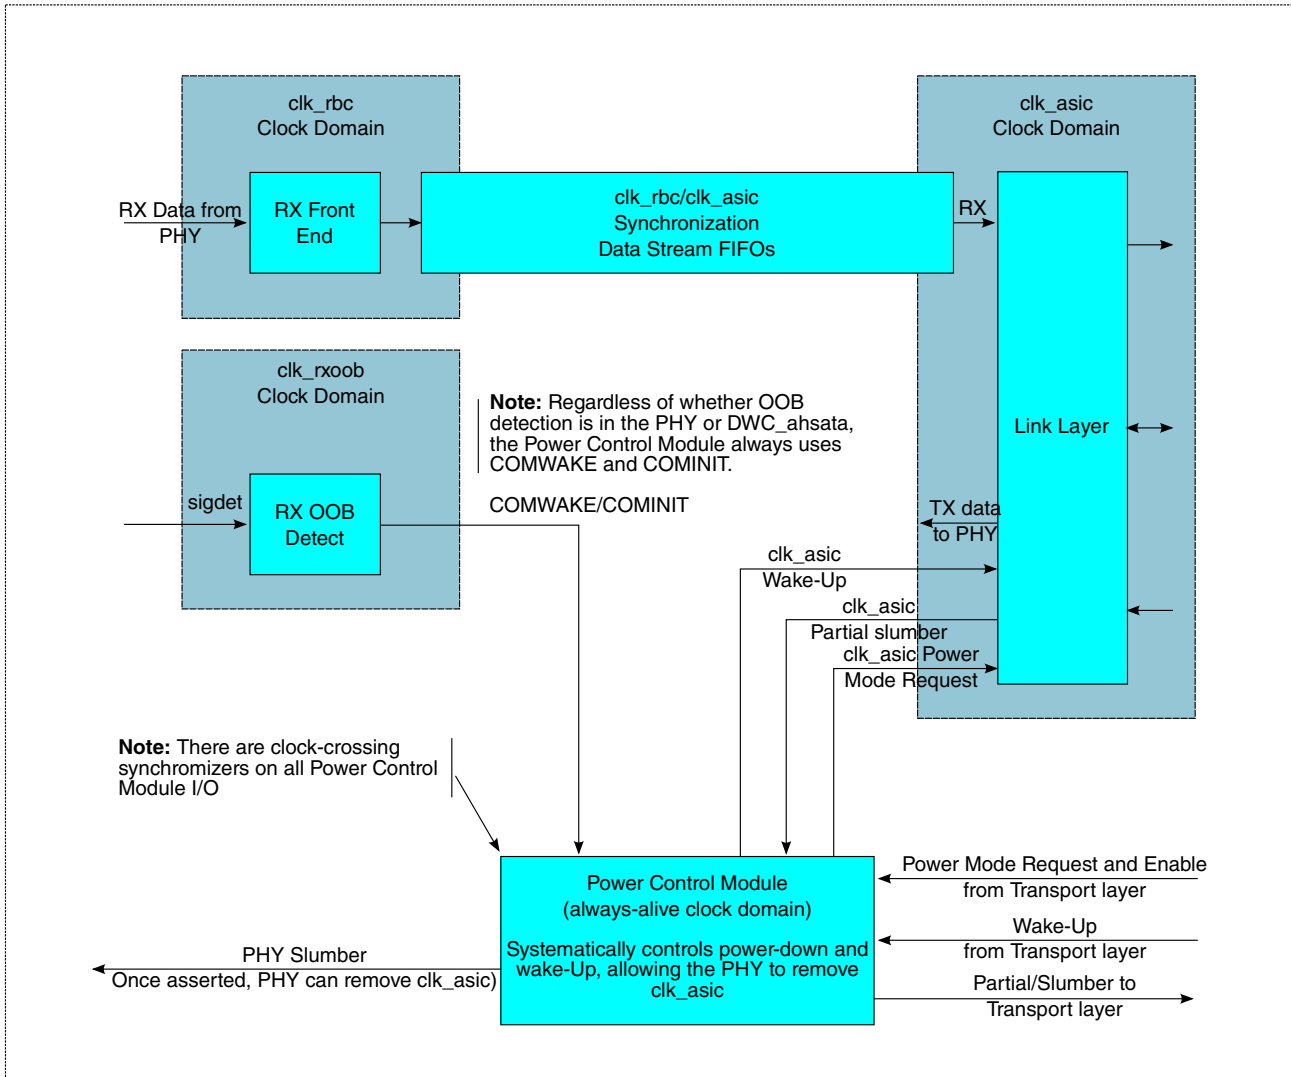 clk_rbc
Clock Domain
clk_asic
Clock Domain
RX Data from
PHY
RX Front
End
clk_rbc/clk_asic
Synchronization
Data Stream FIFOs
RX
clk_rxoob
Clock Domain
Note: Regardless of whether OOB
detection is in the PHY or DWC_ahsata,
the Power Control Module always uses
COMWAKE and COMINIT.
Link Layer
sigdet
RX OOB
Detect
COMWAKE/COMINIT
TX data
to PHY
clk_asic
Wake-Up
clk_asic
Partial slumber
clk_asic Power
Mode Request
Note: There are clock-crossing
synchromizers on all Power Control
Module I/O
Power Control Module
(always-alive clock domain)
Systematically controls power-down and
wake-Up, allowing the PHY to remove
clk_asic
Power Mode Request and Enable
from Transport layer
Wake-Up
from Transport layer
Partial/Slumber to
Transport layer
PHY Slumber
Once asserted, PHY can remove clk_asic)